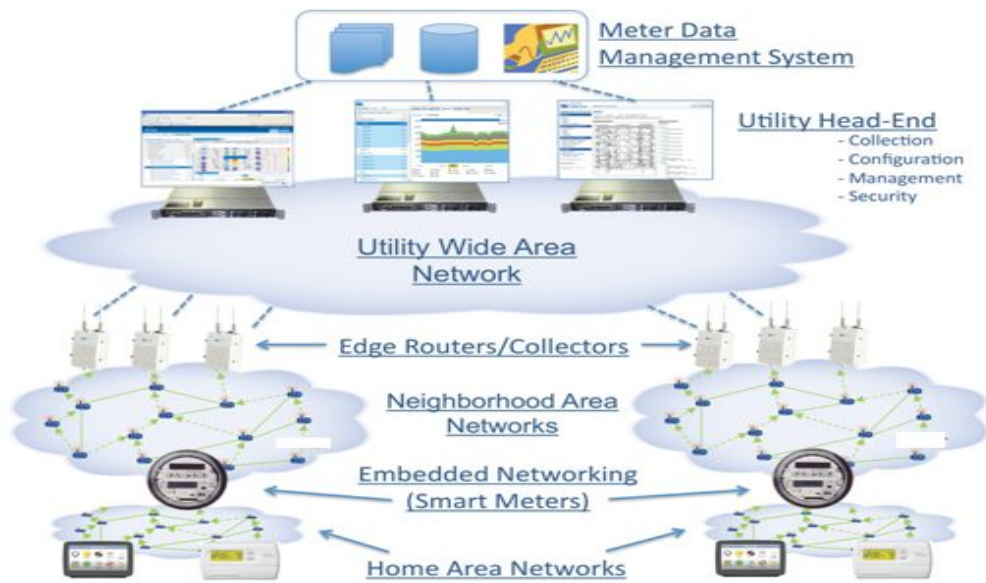 Meter Data
Management System
Utility Head-End
- Collection
- Configuration
- Management
- Security
Utility Wide Area
Network
Edge Routers/Collectors
Neighborhood Area
Networks
Embedded Networking
(Smart Meters)
Home Area Networks